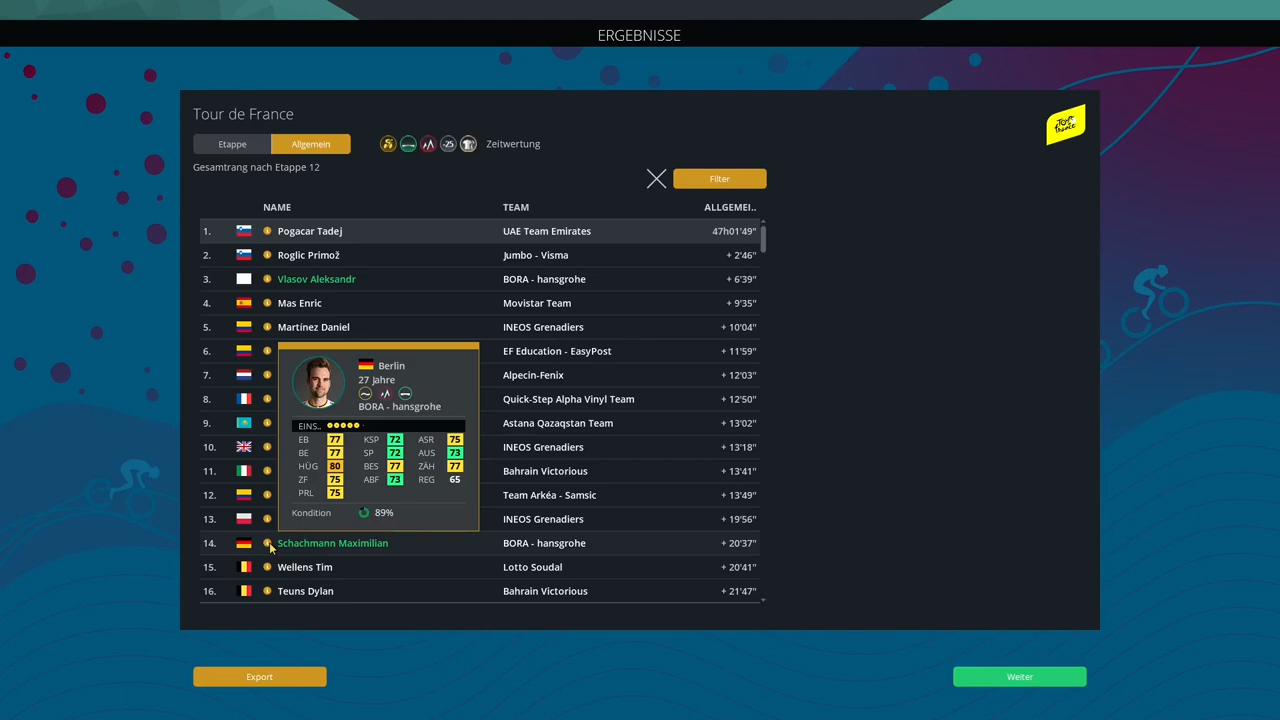 ERGEBNISSE
Tour de France
Etappe Allgemein -25 Zeitwertung
Gesamtrang nach Etappe 12
Filter
NAME TEAM ALLGEMEI..
1. Pogacar Tadej UAE Team Emirates 47h01'49"
2. Roglic Primož Jumbo - Visma + 2'46"
3. Vlasov Aleksandr BORA - hansgrohe + 6'39"
4. Mas Enric Movistar Team + 9'35"
5. Martínez Daniel INEOS Grenadiers + 10'04"
6. EF Education - EasyPost + 11'59"
7. Alpecin-Fenix + 12'03"
8. Quick-Step Alpha Vinyl Team + 12'50"
9. Astana Qazaqstan Team + 13'02"
10. INEOS Grenadiers + 13'18"
11. Bahrain Victorious + 13'41"
12. Team Arkéa - Samsic + 13'49"
13. INEOS Grenadiers + 19'56"
14. Schachmann Maximilian BORA - hansgrohe + 20'37"
15. Wellens Tim Lotto Soudal + 20'41"
16. Teuns Dylan Bahrain Victorious + 21'47"
Berlin
27 Jahre
BORA - hansgrohe
EINS..
EB 77 KSP 72 ASR 75
BE 77 SP 72 AUS 73
HÜG 80 BES 77 ZÄH 77
ZF 75 ABF 73 REG 65
PRL 75
Kondition 89%
Tour de France
Export Weiter